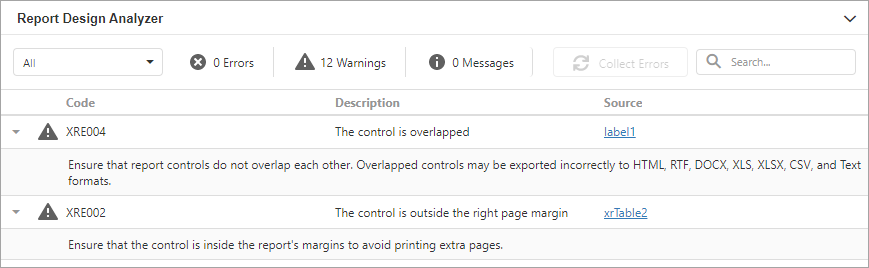 Report Design Analyzer
All 0 Errors 12 Warnings 0 Messages Collect Errors Search...
Code Description Source
XRE004 The control is overlapped label1
Ensure that report controls do not overlap each other. Overlapped controls may be exported incorrectly to HTML, RTF, DOCX, XLS, XLSX, CSV, and Text
formats.
XRE002 The control is outside the right page margin xrTable2
Ensure that the control is inside the report's margins to avoid printing extra pages.